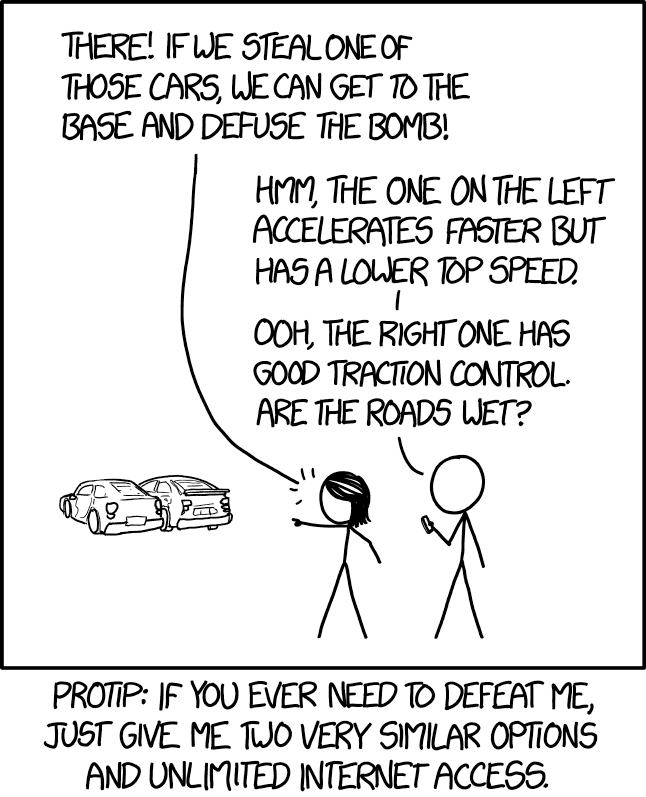 THERE! IF WE STEAL ONE OF
THOSE CARS, WE CAN GET TO THE
BASE AND DEFUSE THE BOMB!
HMM, THE ONE ON THE LEFT
ACCELERATES FASTER BUT
HAS A LOWER TOP SPEED.
OOH, THE RIGHT ONE HAS
GOOD TRACTION CONTROL.
ARE THE ROADS WET?
PROTIP: IF YOU EVER NEED TO DEFEAT ME,
JUST GIVE ME TWO VERY SIMILAR OPTIONS
AND UNLIMITED INTERNET ACCESS.